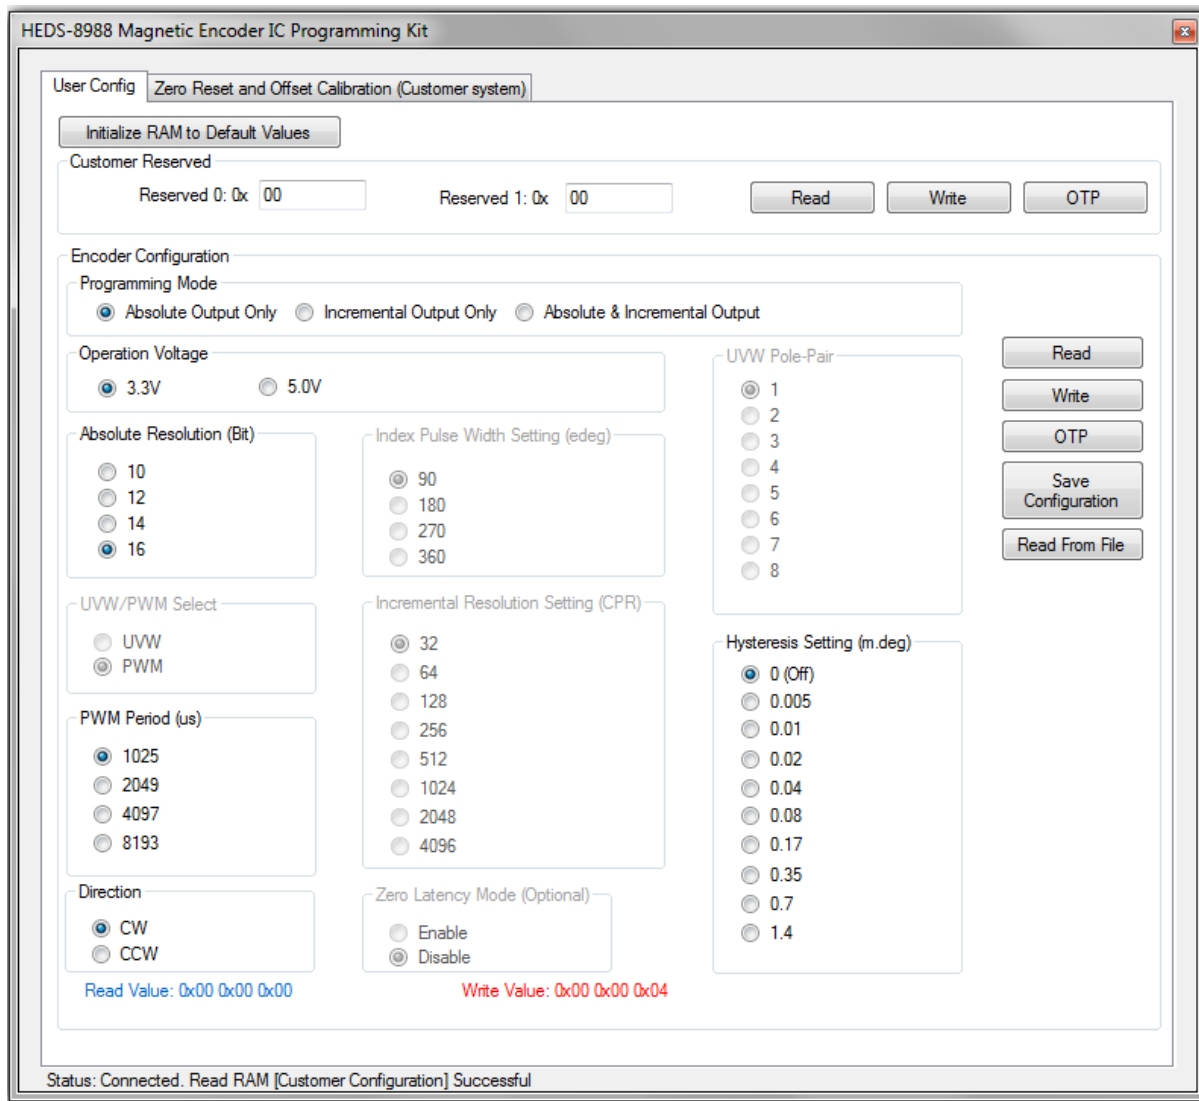 HEDS-8988 Magnetic Encoder IC Programming Kit
User Config
Zero Reset and Offset Calibration (Customer system)
Initialize RAM to Default Values
Customer Reserved
Reserved 0: 0x 00
Reserved 1: 0x 00
Read
Write
OTP
Encoder Configuration
Programming Mode
Absolute Output Only
Incremental Output Only
Absolute & Incremental Output
Operation Voltage
3.3V
5.0V
Absolute Resolution (Bit)
10
12
14
16
UVW/PWM Select
UVW
PWM
PWM Period (us)
1025
2049
4097
8193
Direction
CW
CCW
Index Pulse Width Setting (edeg)
90
180
270
360
Incremental Resolution Setting (CPR)
32
64
128
256
512
1024
2048
4096
Zero Latency Mode (Optional)
Enable
Disable
UVW Pole-Pair
1
2
3
4
5
6
7
8
Hysteresis Setting (m.deg)
0 (Off)
0.005
0.01
0.02
0.04
0.08
0.17
0.35
0.7
1.4
Read
Write
OTP
Save
Configuration
Read From File
Read Value: 0x00 0x00 0x00
Write Value: 0x00 0x00 0x04
Status: Connected. Read RAM [Customer Configuration] Successful